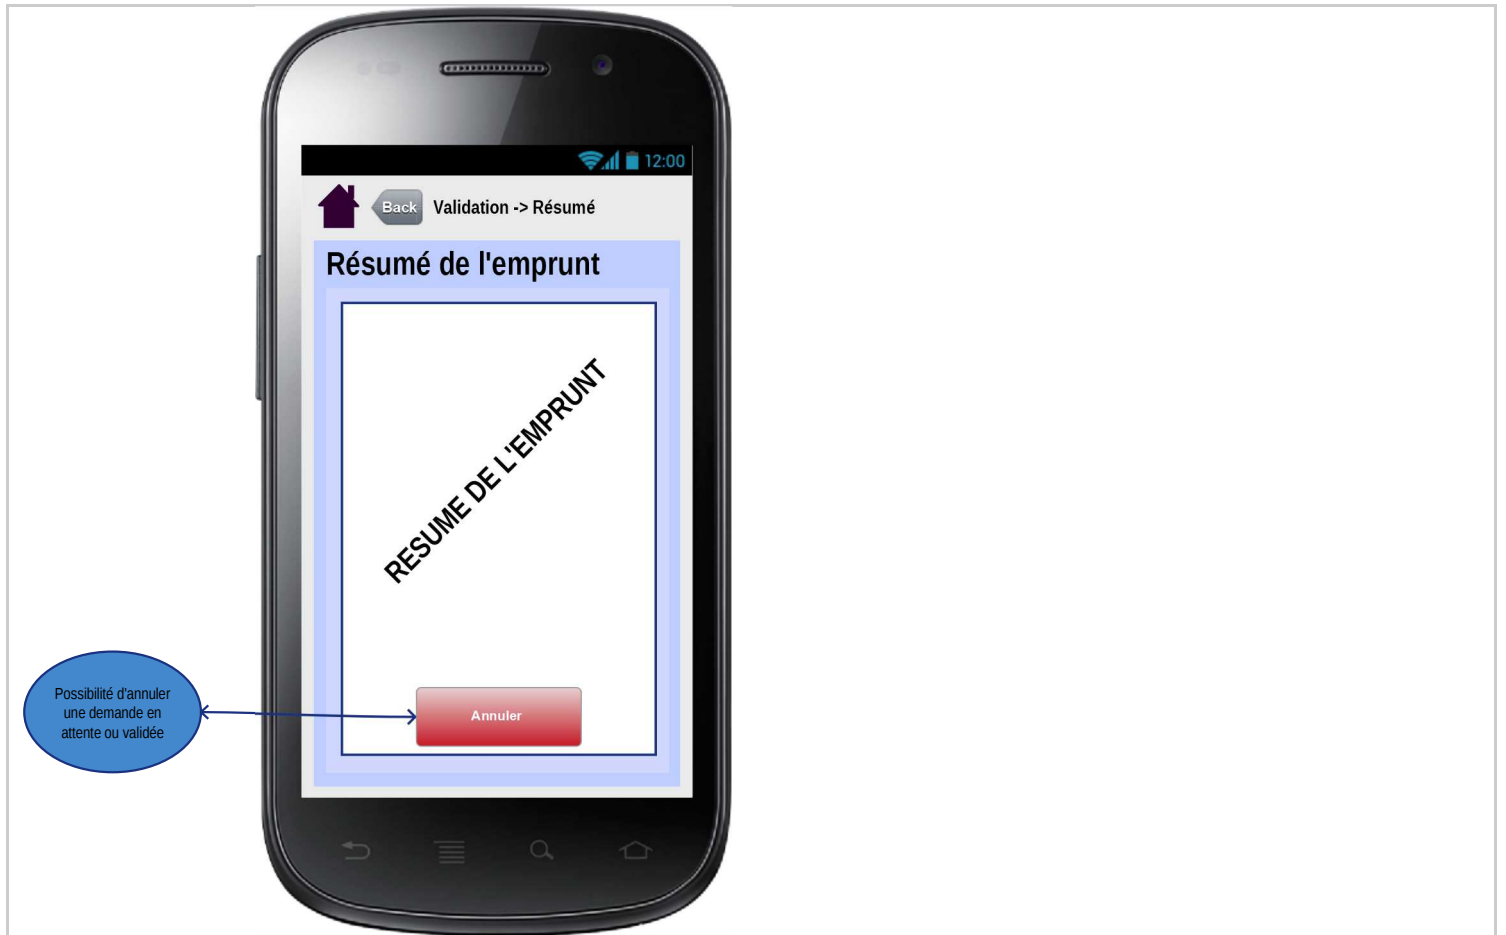 12:00
Back
Validation -> Résumé
Résumé de l'emprunt
RESUME DE L'EMPRUNT
Possibilité d'annuler
une demande en
attente ou validée
Annuler